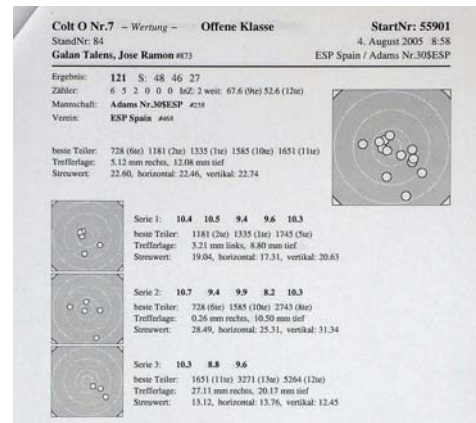 Colt O Nr.7 – Wertung – Offene Klasse StartNr: 55901
StandNr: 84 4. August 2005 8:58
Galan Talens, Jose Ramon #873 ESP Spain / Adams Nr.30$ESP
Ergebnis: 121 S: 48 46 27
Zähler: 6 5 2 0 0 0 InZ: 2 weit: 67.6 (9te) 52.6 (12te)
Mannschaft: Adams Nr.30$ESP #238
Verein: ESP Spain #468
beste Teiler: 728 (6te) 1181 (2te) 1335 (1te) 1585 (10te) 1651 (11te)
Trefferlage: 5.12 mm rechts, 12.08 mm tief
Streuwert: 22.60, horizontal: 22.46, vertikal: 22.74
Serie 1: 10.4 10.5 9.4 9.6 10.3
beste Teiler: 1181 (2te) 1335 (1te) 1745 (5te)
Trefferlage: 3.21 mm links, 8.80 mm tief
Streuwert: 19.04, horizontal: 17.31, vertikal: 20.63
Serie 2: 10.7 9.4 9.9 8.2 10.3
beste Teiler: 728 (6te) 1585 (10te) 2743 (8te)
Trefferlage: 0.26 mm rechts, 10.50 mm tief
Streuwert: 28.49, horizontal: 25.31, vertikal: 31.34
Serie 3: 10.3 8.8 9.6
beste Teiler: 1651 (11te) 3271 (13te) 5264 (12te)
Trefferlage: 27.11 mm rechts, 20.17 mm tief
Streuwert: 13.12, horizontal: 13.76, vertikal: 12.45